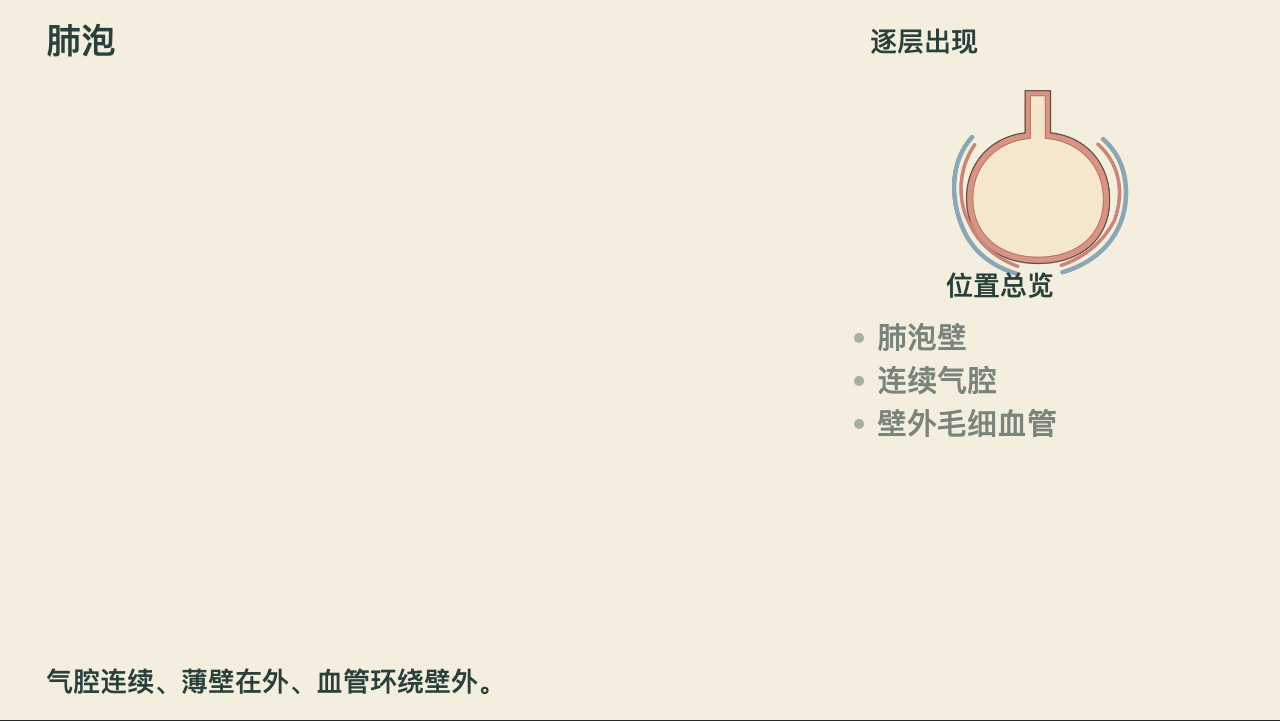 肺泡
逐层出现
位置总览
肺泡壁
连续气腔
壁外毛细血管
气腔连续、薄壁在外、血管环绕壁外。